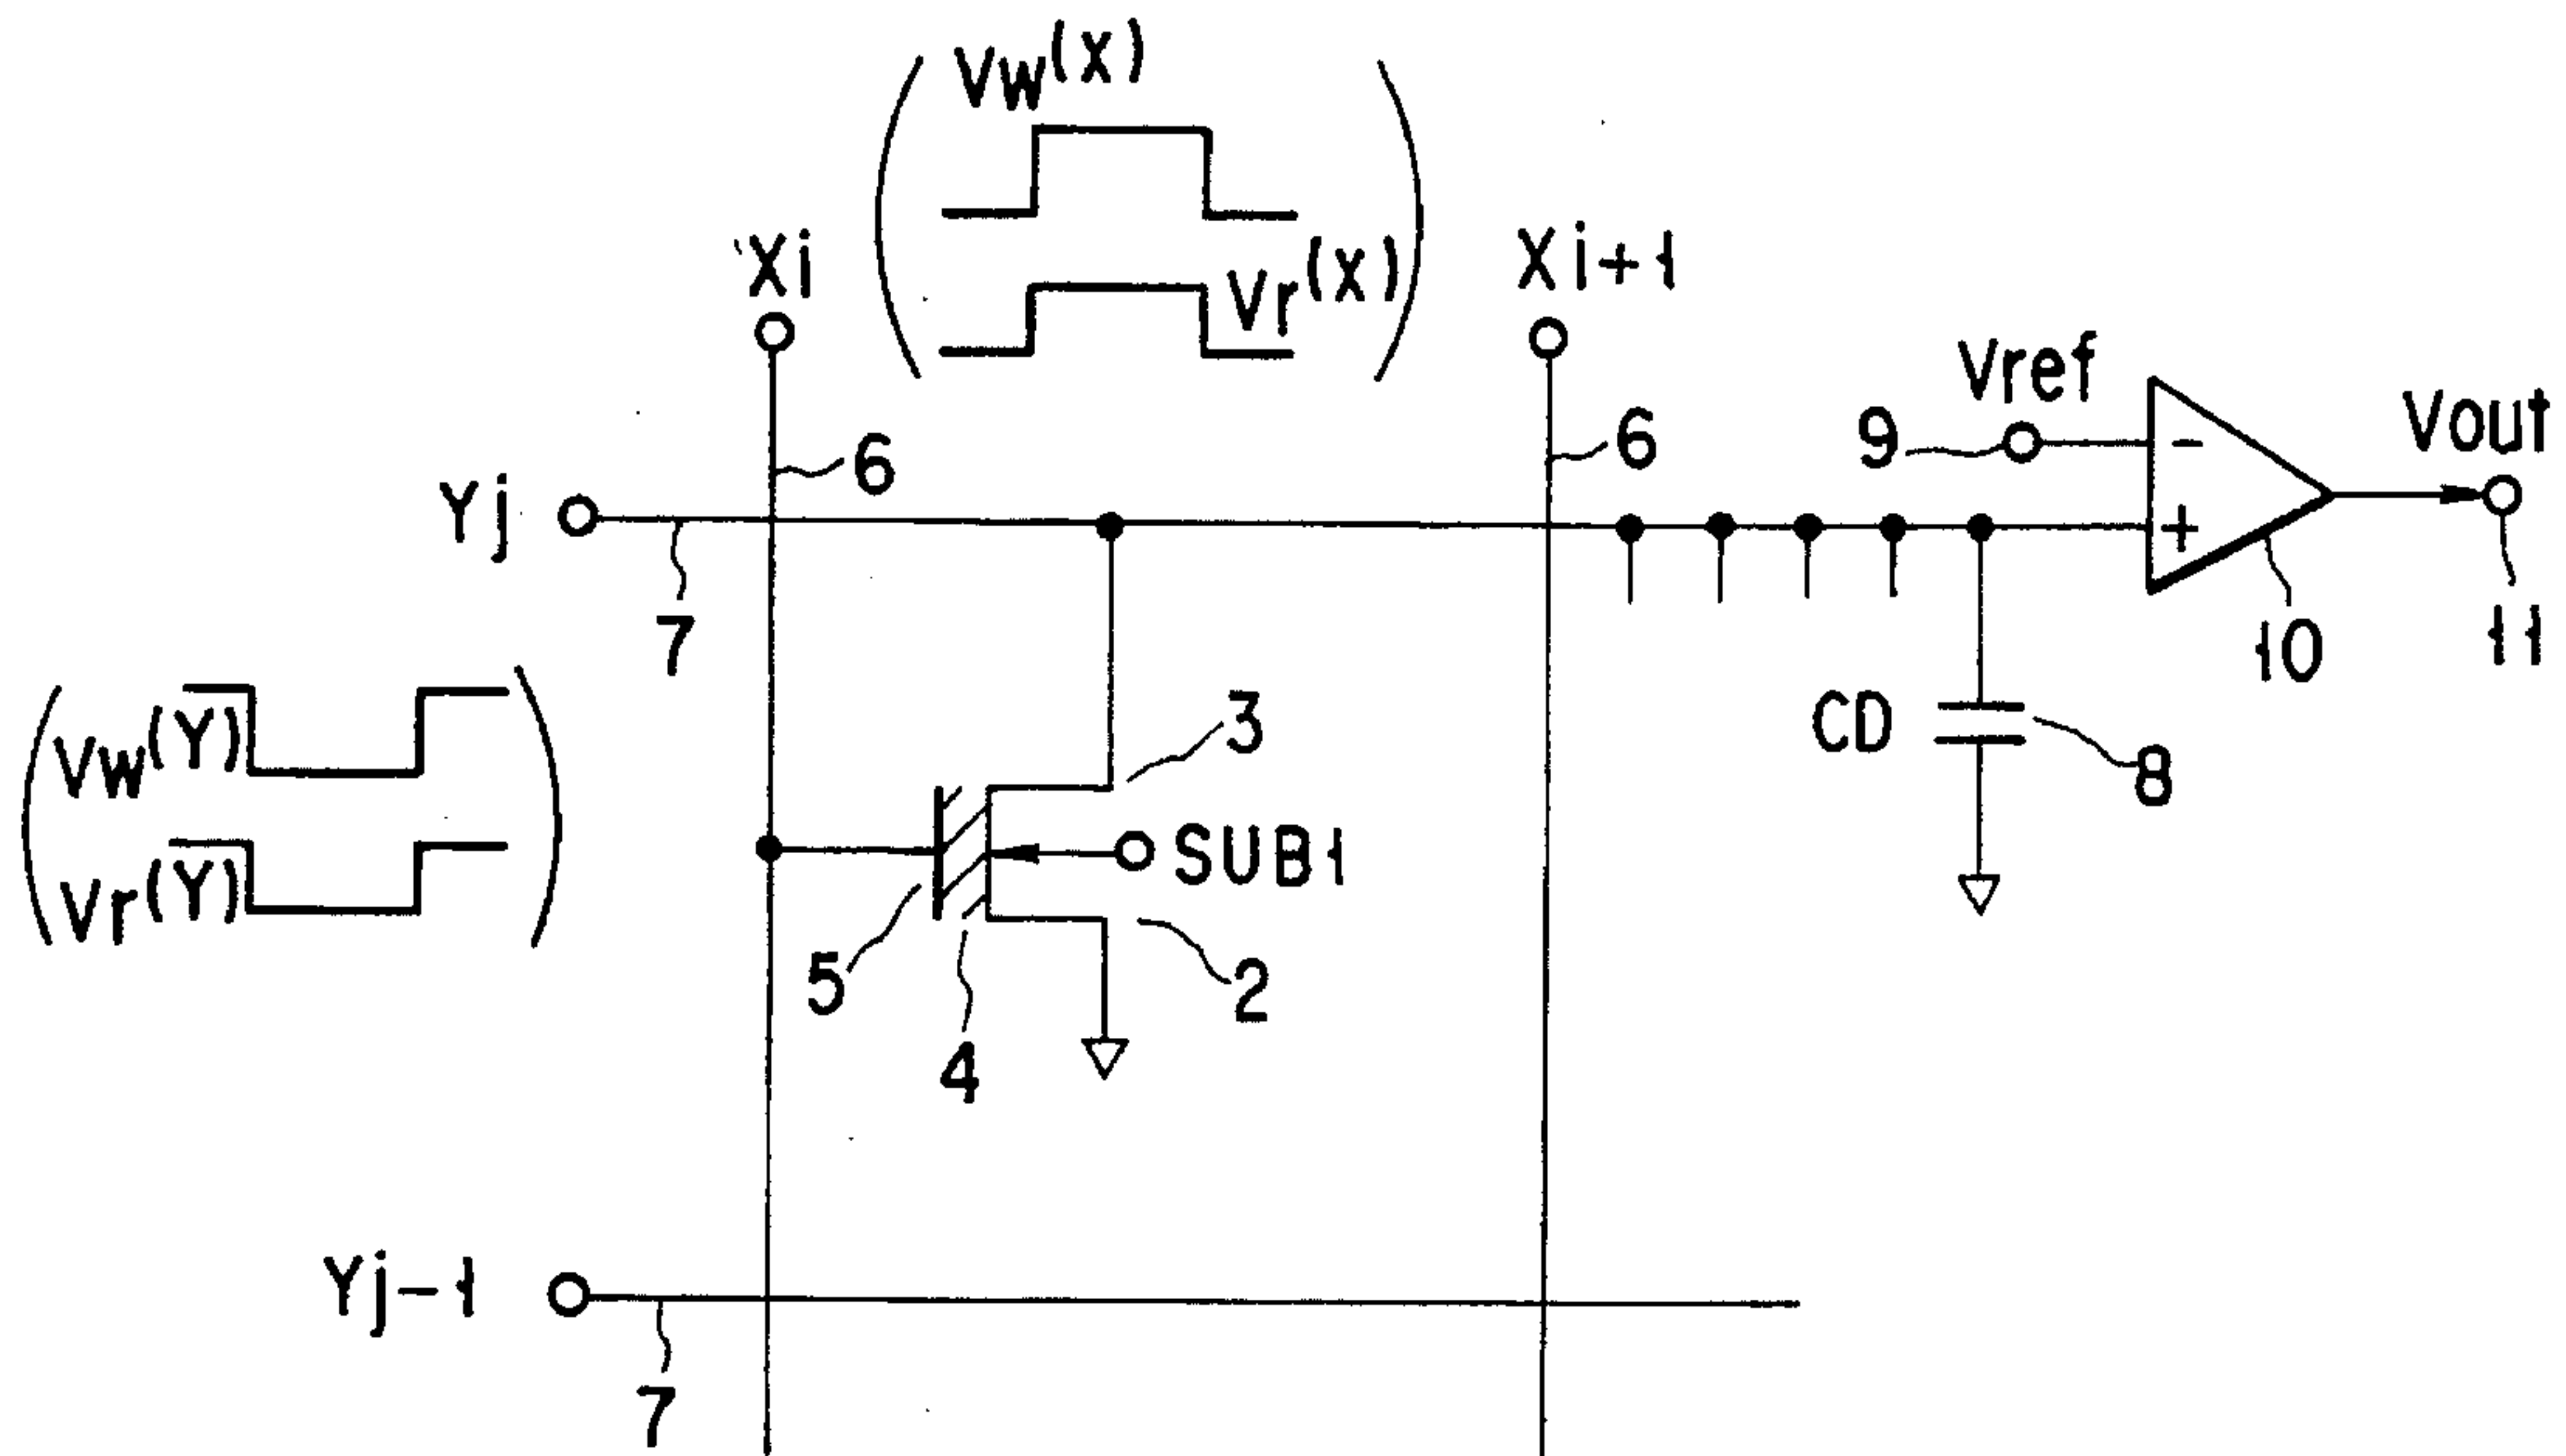 Vw(X)
Vr(X)
Xi
Xi+1
Vref
9
Vout
6
6
Yj
-
+
7
10
11
Vw(Y)
Vr(Y)
3
CD
8
SUB1
5
2
4
Yj-1
7